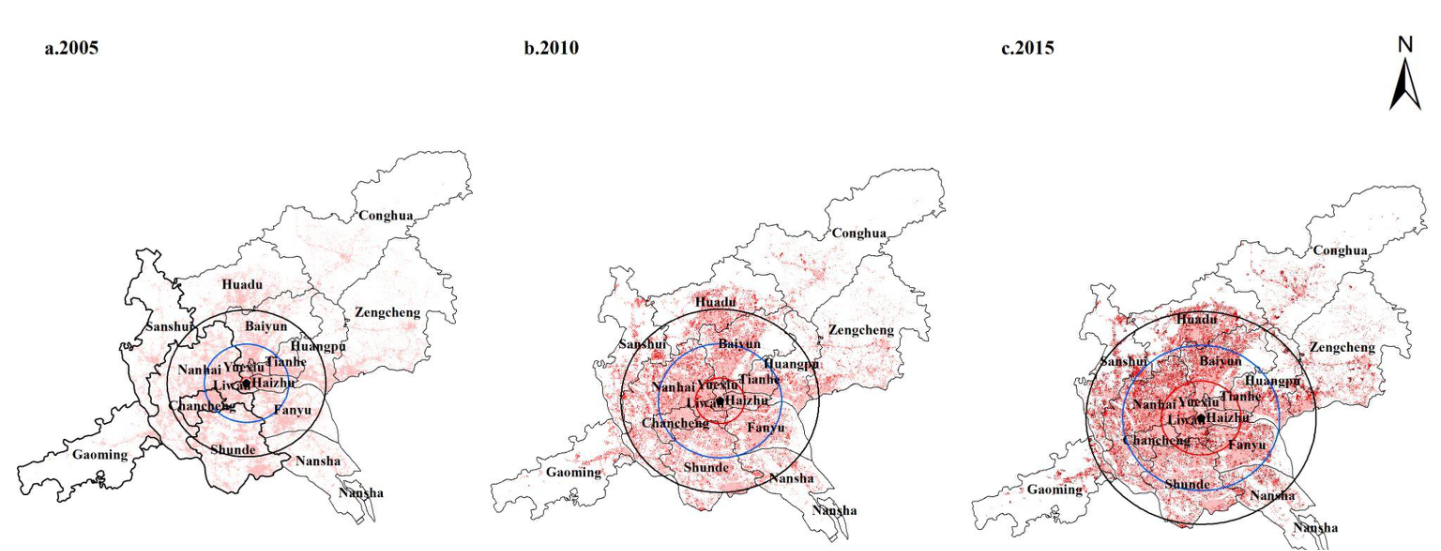 a.2005
b.2010
c.2015
N
Conghua
Huadu
Zengcheng
Sanshui
Baiyun
Huangpu
Nanhai
Yuexiu
Tianhe
Liwan
Haizhu
Chancheng
Fanyu
Shunde
Gaoming
Nansha
Nansha
Conghua
Huadu
Zengcheng
Sanshui
Baiyun
Huangpu
Nanhai
Yuexiu
Tianhe
Liwan
Haizhu
Chancheng
Fanyu
Shunde
Gaoming
Nansha
Nansha
Conghua
Huadu
Zengcheng
Sanshui
Baiyun
Huangpu
Nanhai
Yuexiu
Tianhe
Liwan
Haizhu
Chancheng
Fanyu
Shunde
Gaoming
Nansha
Nansha